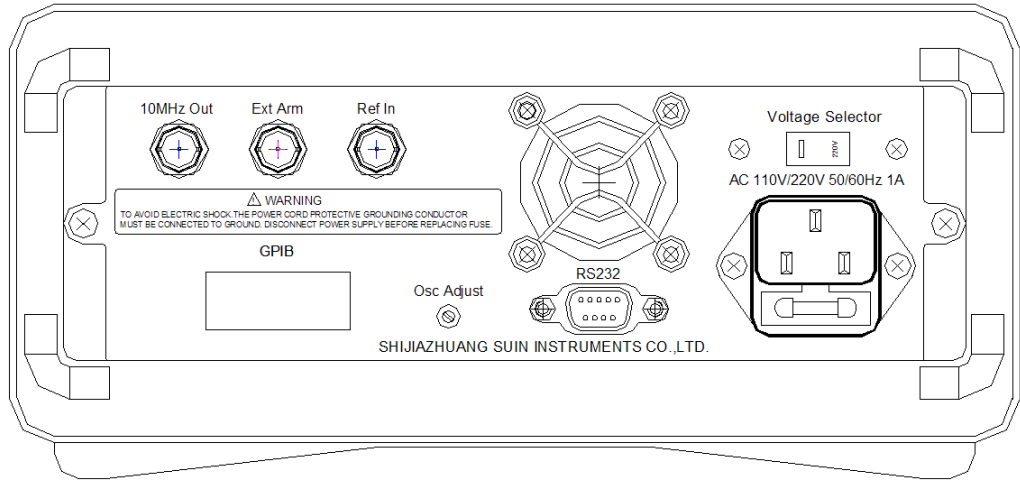 10MHz Out
Ext Arm
Ref In
Voltage Selector
220V
AC 110V/220V 50/60Hz 1A
WARNING
TO AVOID ELECTRIC SHOCK.THE POWER CORD PROTECTIVE GROUNDING CONDUCTOR
MUST BE CONNECTED TO GROUND. DISCONNECT POWER SUPPLY BEFORE REPLACING FUSE.
GPIB
Osc Adjust
RS232
SHIJIAZHUANG SUIN INSTRUMENTS CO.,LTD.